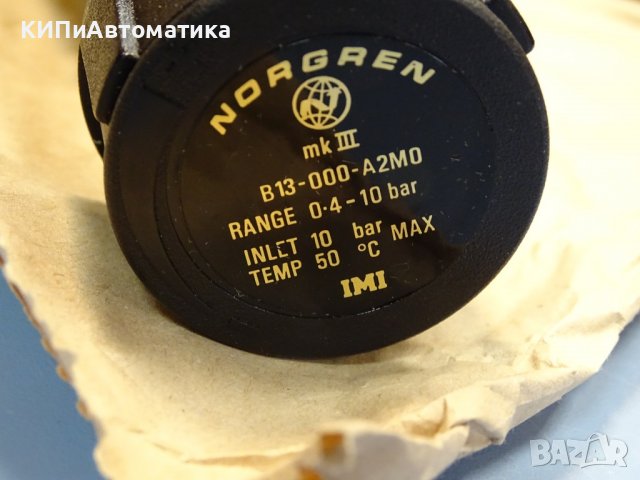 КИПиАвтоматика
NORGREN
mk III
B13-000-A2M0
RANGE 0·4-10 bar
INLET 10 bar MAX
TEMP 50 °C
IMI
BAZAR